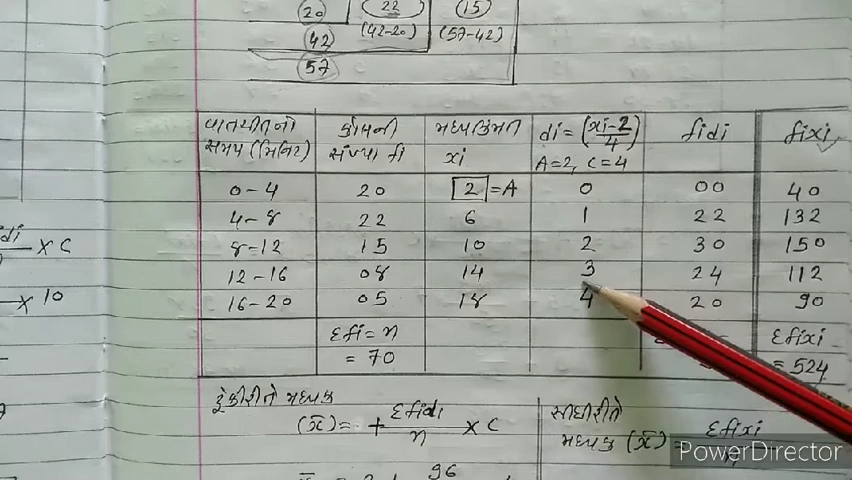 20 22 15
42 (42-20) (57-42)
57
વાતચીતનો કોલની મધ્યકિંમત di = (xi-2/4) fidi fixi
સમય (મિનિટ) સંખ્યા fi xi A=2, C=4
0-4 20 2 =A 0 00 40
4-8 22 6 1 22 132
8-12 15 10 2 30 150
12-16 08 14 3 24 112
16-20 05 18 4 20 90
Σfi = n Σfixi
= 70 = 524
idi × C
× 10
ટૂંકીરીતે મધ્યક
(x̄) = + Σfidi/n × C
સીધીરીતે
મધ્યક (x̄) = Σfixi
96
PowerDirector